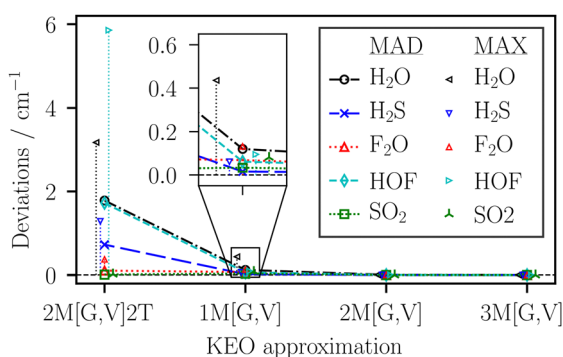 6
4
2
0
Deviations / cm⁻¹
0.6
0.4
0.2
0.0
MAD MAX
H₂O H₂O
H₂S H₂S
F₂O F₂O
HOF HOF
SO₂ SO2
2M[G,V]2T 1M[G,V] 2M[G,V] 3M[G,V]
KEO approximation